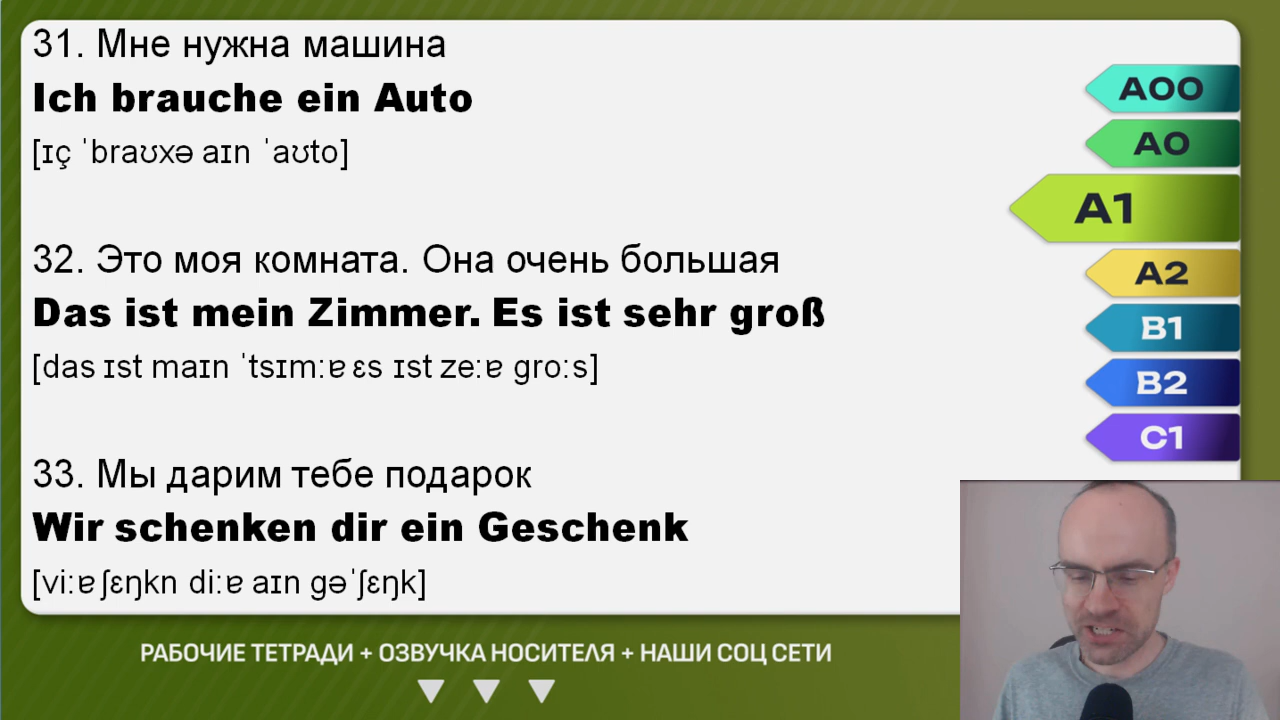 31. Мне нужна машина
Ich brauche ein Auto
[ɪç ˈbraʊxə aɪn ˈaʊto]
32. Это моя комната. Она очень большая
Das ist mein Zimmer. Es ist sehr groß
[das ɪst maɪn ˈtsɪm:ɐ ɛs ɪst ze:ɐ gro:s]
33. Мы дарим тебе подарок
Wir schenken dir ein Geschenk
[vi:ɐ ʃɛŋkn di:ɐ aɪn gəˈʃɛŋk]
A00
A0
A1
A2
B1
B2
C1
РАБОЧИЕ ТЕТРАДИ + ОЗВУЧКА НОСИТЕЛЯ + НАШИ СОЦ СЕТИ